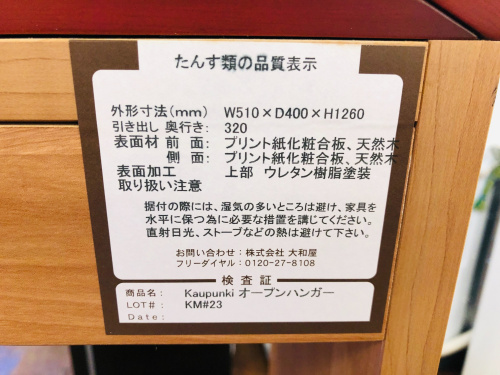 たんす類の品質表示
外形寸法(mm) W510×D400×H1260
引き出し 奥行き: 320
表面材 前 面: プリント紙化粧合板、天然木
側 面: プリント紙化粧合板、天然木
表面加工 上部 ウレタン樹脂塗装
取り扱い注意
据付の際には、湿気の多いところは避け、家具を
水平に保つ為に必要な措置を講じてください。
直射日光、ストーブなどの熱は避けて下さい。
お問い合わせ:株式会社 大和屋
フリーダイヤル:0120-27-8108
検査証
商品名: Kaupunki オープンハンガー
LOT#: KM#23
Date: